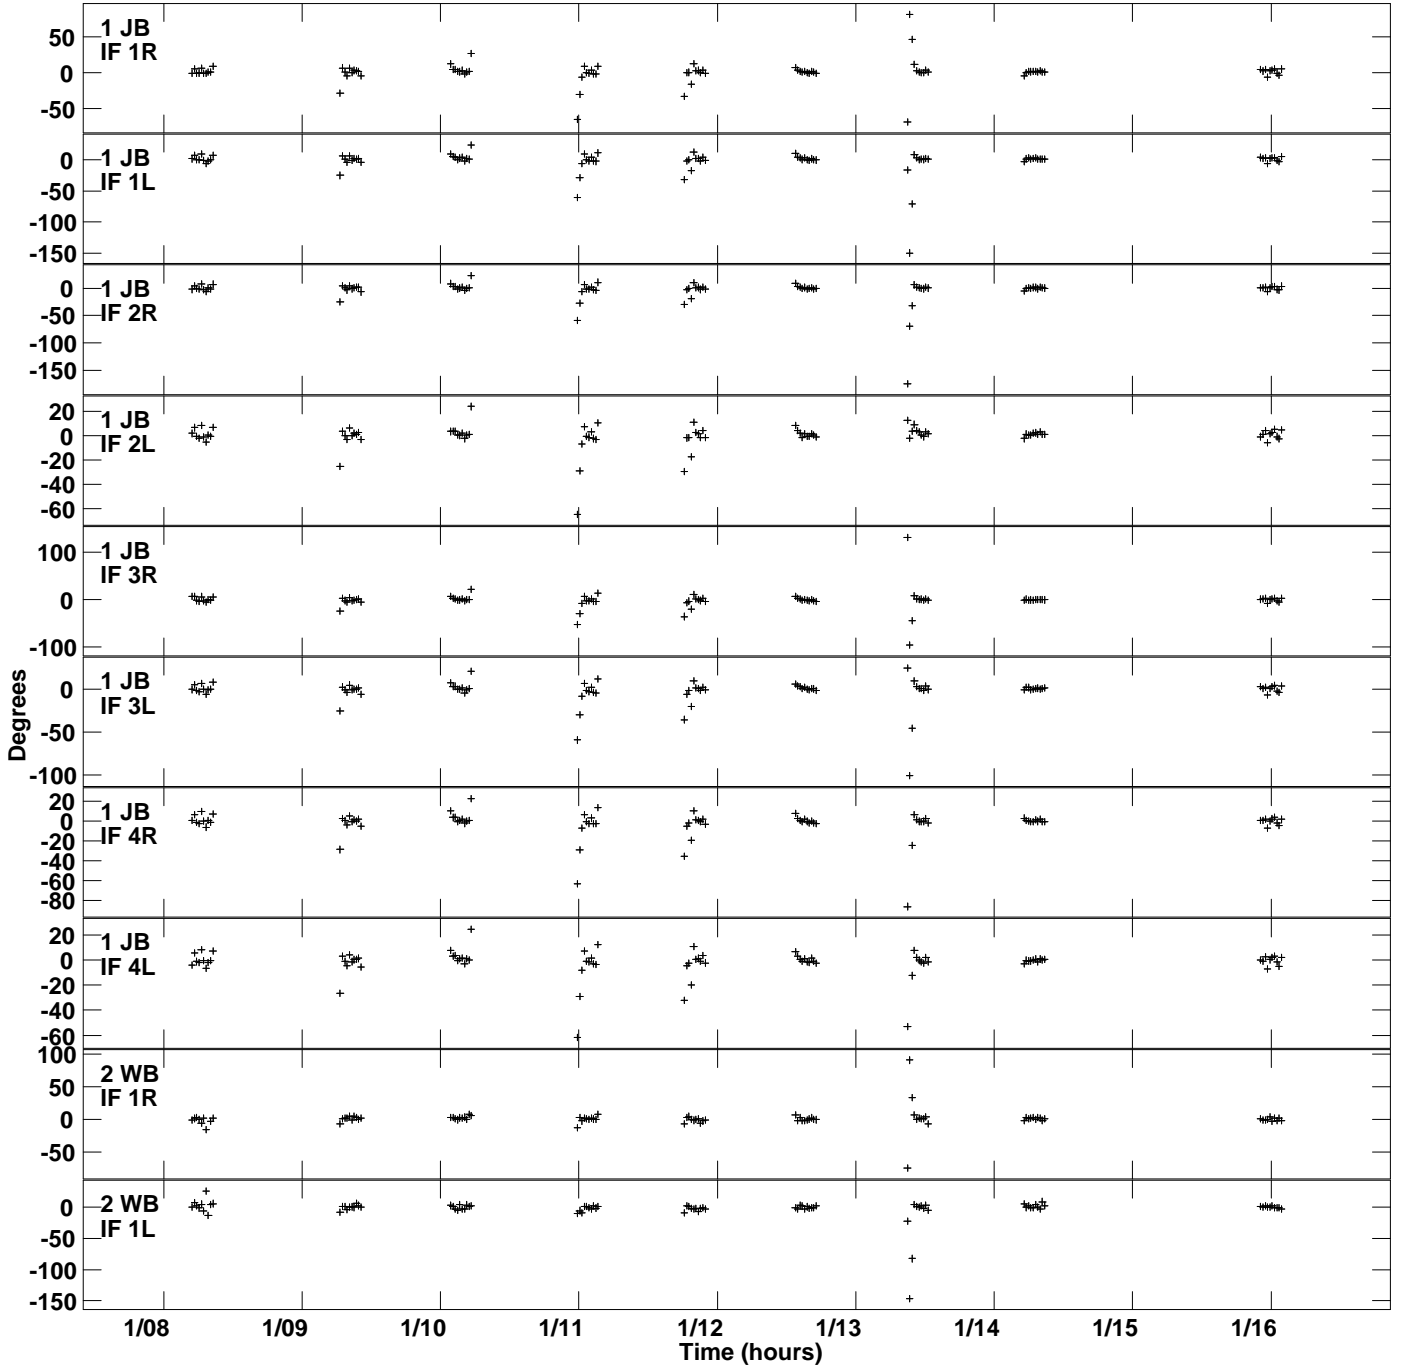 1 JB
IF 1R
50
0
-50
1 JB
IF 1L
0
-50
-100
-150
1 JB
IF 2R
0
-50
-100
-150
1 JB
IF 2L
20
0
-20
-40
-60
1 JB
IF 3R
100
0
-100
1 JB
IF 3L
0
-50
-100
1 JB
IF 4R
20
0
-20
-40
-60
-80
1 JB
IF 4L
20
0
-20
-40
-60
2 WB
IF 1R
100
50
0
-50
2 WB
IF 1L
0
-50
-100
-150
Degrees
1/08 1/09 1/10 1/11 1/12 1/13 1/14 1/15 1/16
Time (hours)